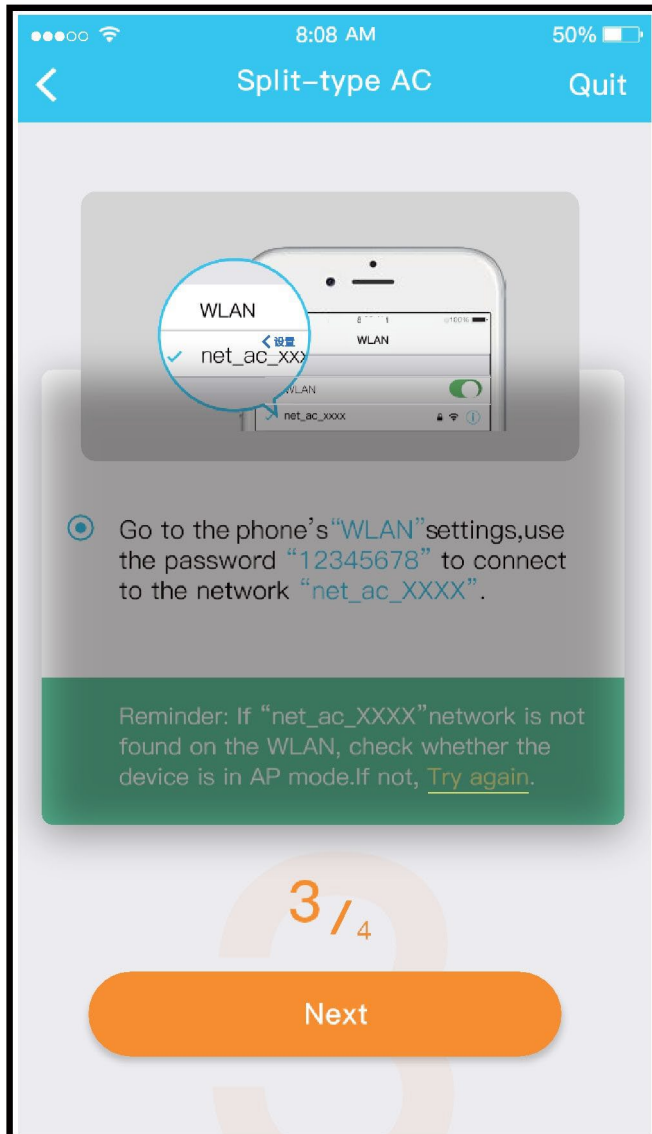 8:08 AM
50%
Split-type AC
Quit
WLAN
设置
net_ac_xxx
100%
WLAN
WLAN
net_ac_xxxx
Go to the phone's“WLAN”settings,use
the password “12345678” to connect
to the network “net_ac_XXXX”.
Reminder: If “net_ac_XXXX”network is not
found on the WLAN, check whether the
device is in AP mode.If not, Try again.
3/4
Next
3